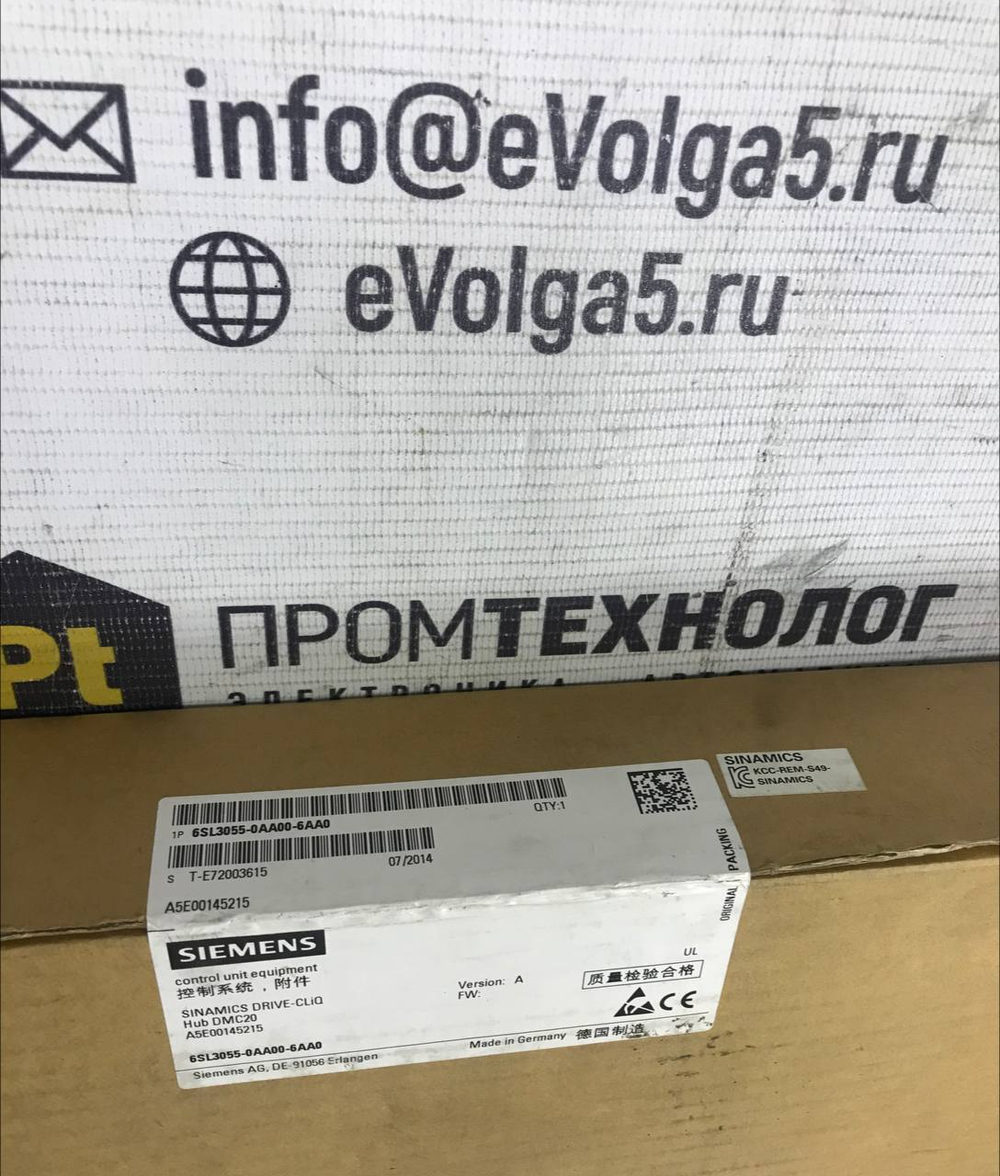 info@eVolga5.ru
eVolga5.ru
Pt
ПРОМТЕХНОЛОГ
SINAMICS
KCC-REM-S49-
SINAMICS
1P 6SL3055-0AA00-6AA0
QTY:1
S T-E72003615
07/2014
A5E00145215
ORIGINAL PACKING
SIEMENS
control unit equipment
控制系统，附件
SINAMICS DRIVE-CLiQ
Hub DMC20
A5E00145215
Version: A
FW:
UL
质量检验合格
CE
6SL3055-0AA00-6AA0
Made in Germany 德国制造
Siemens AG, DE-91056 Erlangen